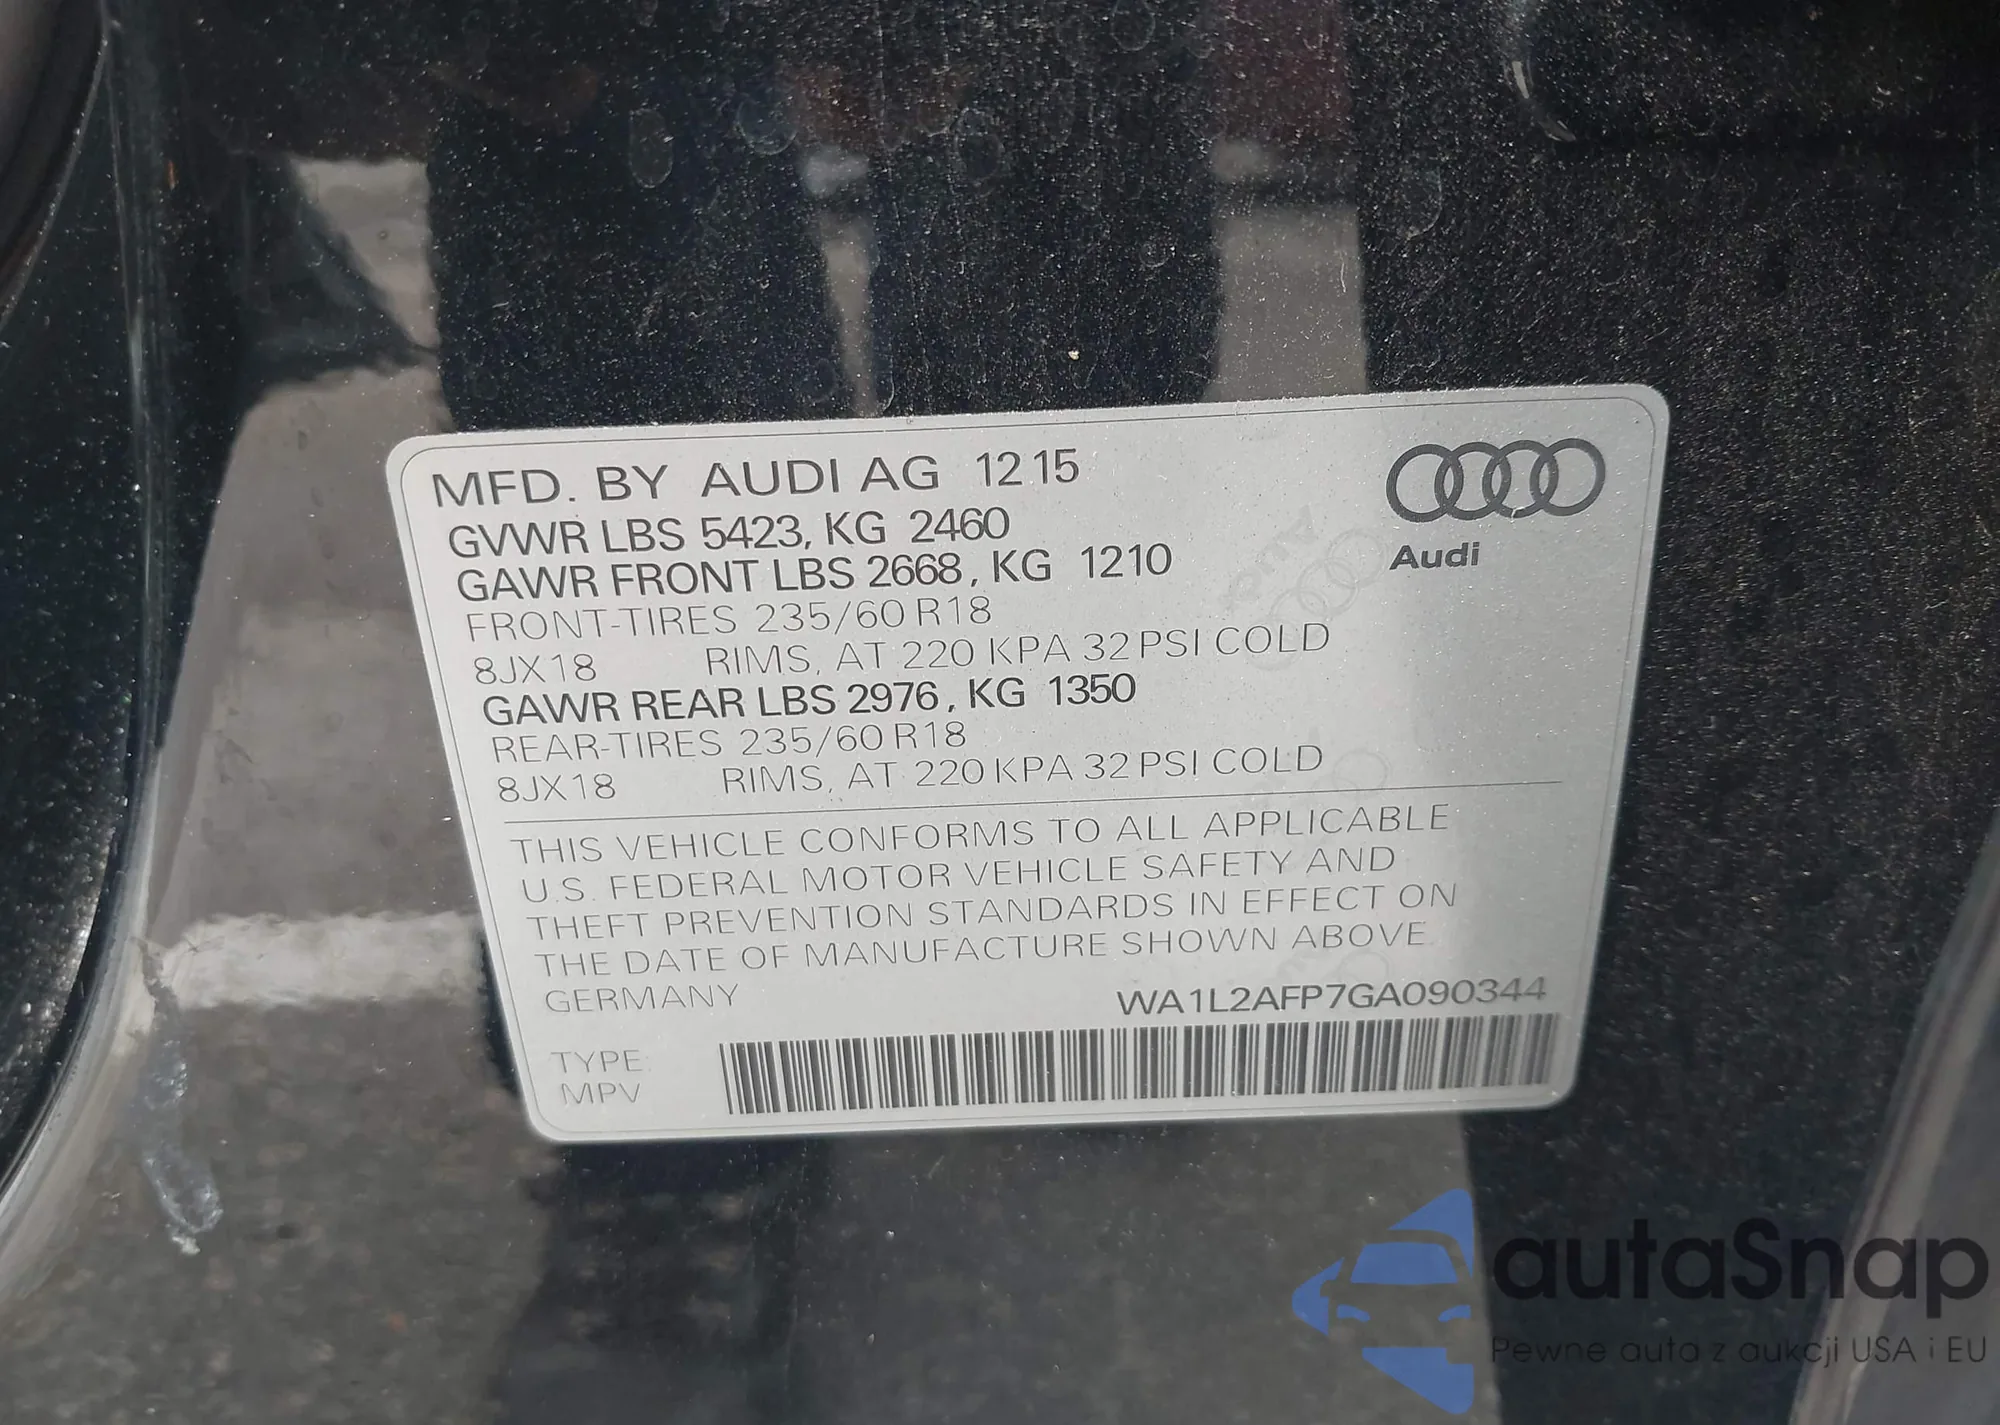 MFD. BY AUDI AG 12 15
GVWR LBS 5423, KG 2460
GAWR FRONT LBS 2668, KG 1210
FRONT-TIRES 235/60 R18
8JX18 RIMS, AT 220 KPA 32 PSI COLD
GAWR REAR LBS 2976, KG 1350
REAR-TIRES 235/60 R18
8JX18 RIMS, AT 220 KPA 32 PSI COLD
Audi
THIS VEHICLE CONFORMS TO ALL APPLICABLE
U.S. FEDERAL MOTOR VEHICLE SAFETY AND
THEFT PREVENTION STANDARDS IN EFFECT ON
THE DATE OF MANUFACTURE SHOWN ABOVE.
GERMANY WA1L2AFP7GA090344
TYPE:
MPV
autaSnap
Pewne auta z aukcji USA i EU